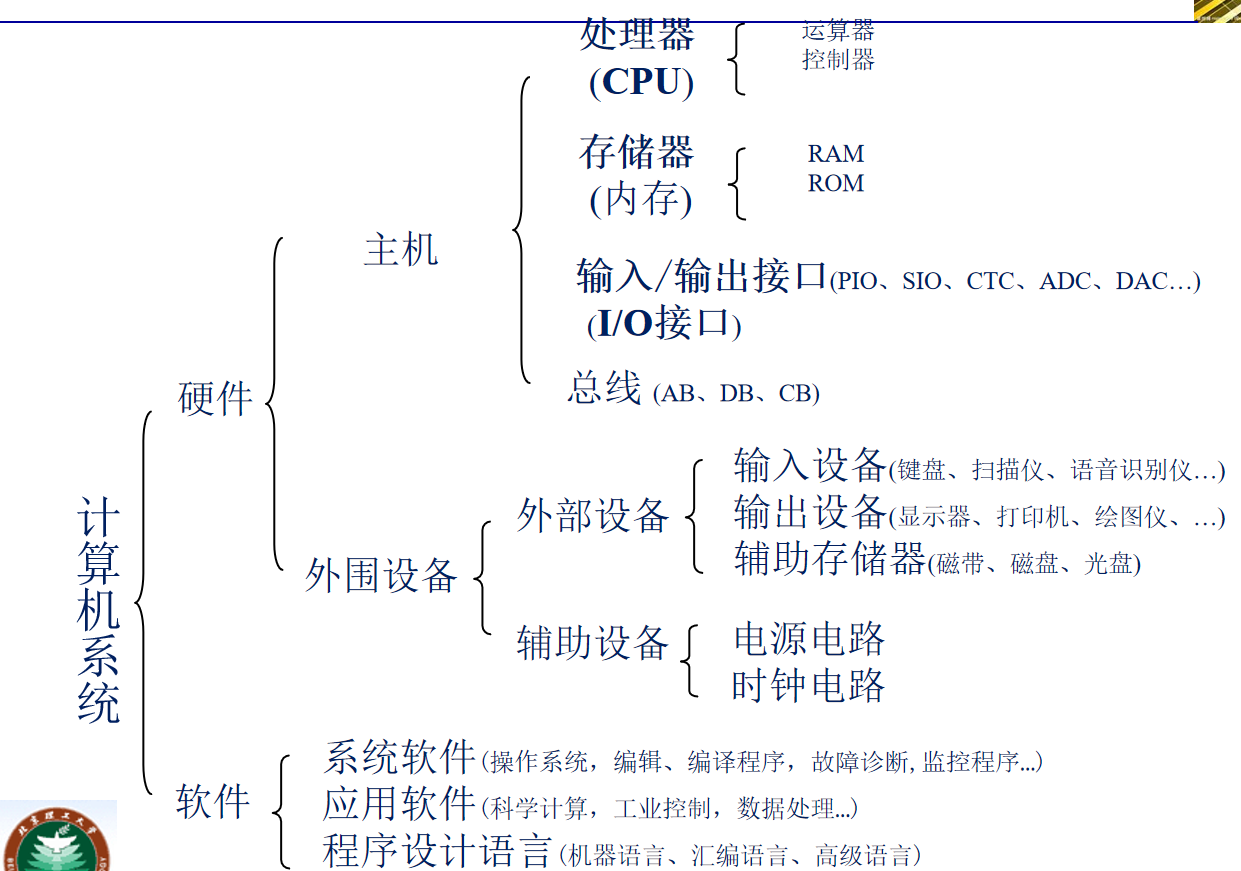 处理器
(CPU)
运算器
控制器
存储器
(内存)
RAM
ROM
主机
输入/输出接口(PIO、SIO、CTC、ADC、DAC…)
(I/O接口)
总线 (AB、DB、CB)
硬件
输入设备(键盘、扫描仪、语音识别仪…)
外部设备
输出设备(显示器、打印机、绘图仪、…)
辅助存储器(磁带、磁盘、光盘)
外围设备
辅助设备
电源电路
时钟电路
计算机系统
系统软件(操作系统，编辑、编译程序，故障诊断,监控程序…)
软件
应用软件(科学计算，工业控制，数据处理…)
程序设计语言(机器语言、汇编语言、高级语言)
北京理工大学